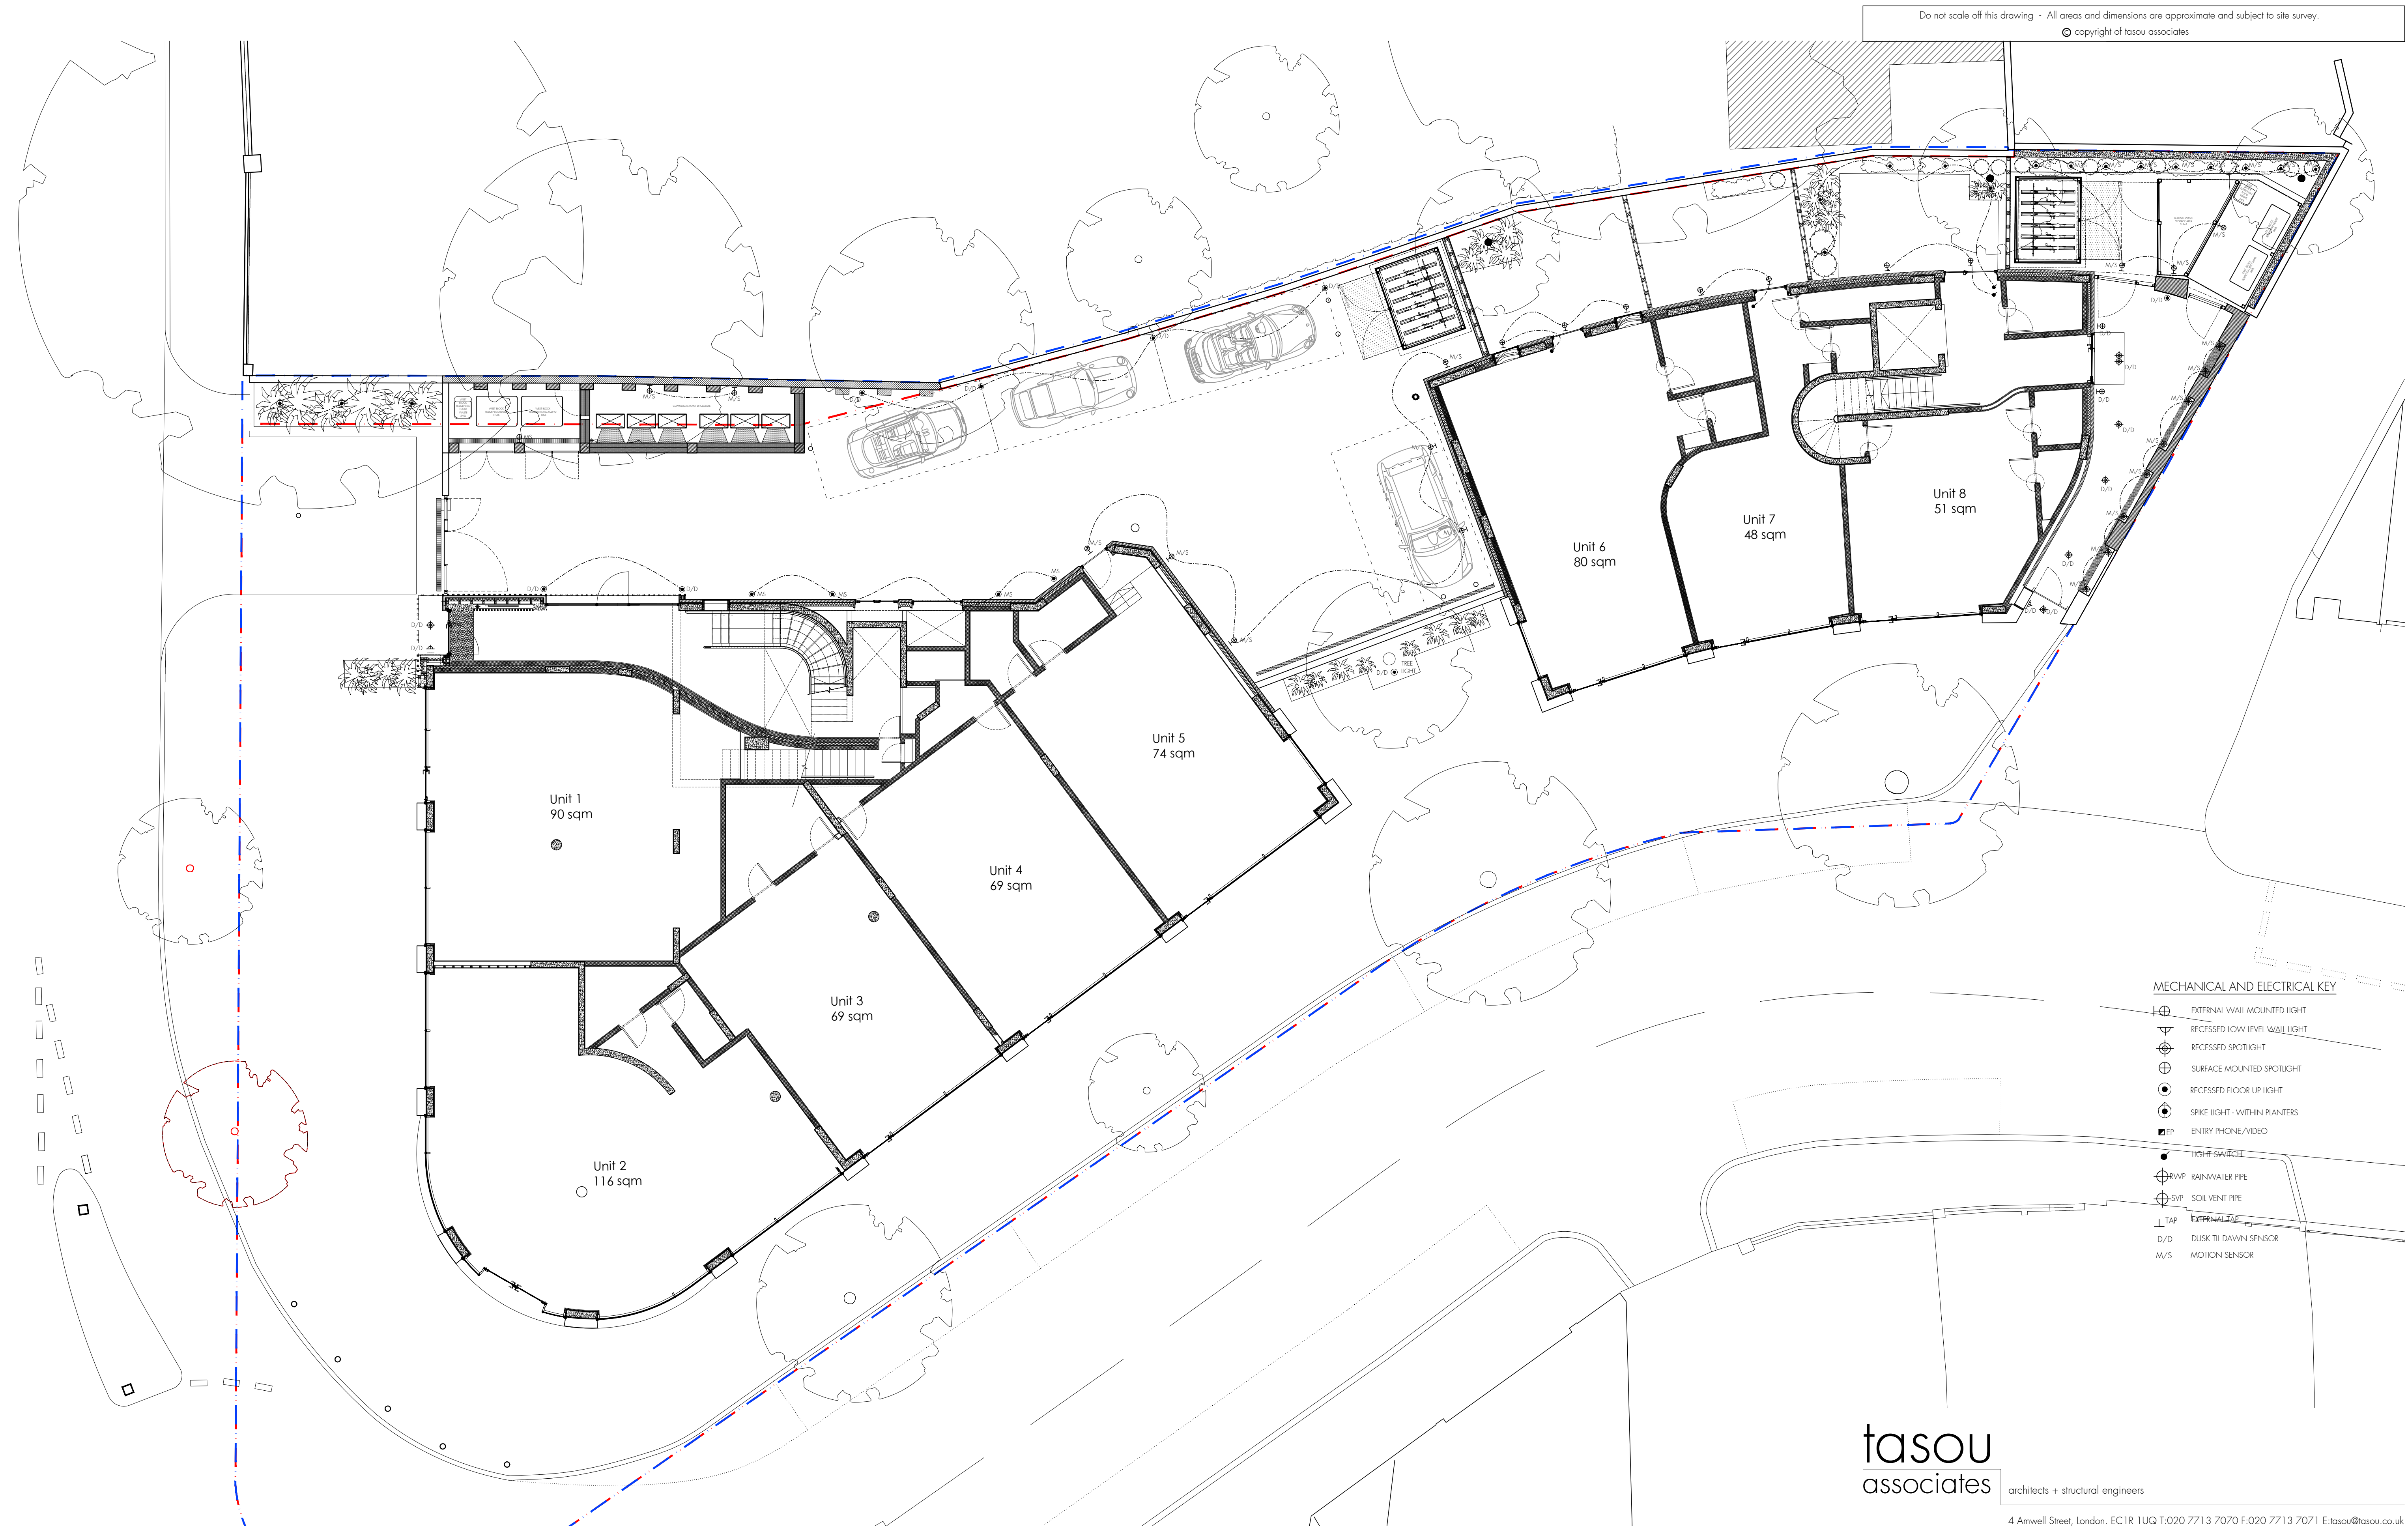 Do not scale off this drawing - All areas and dimensions are approximate and subject to site survey.
© copyright of tasou associates
M/S
M/S
M/S
M/S
M/S
M/S
M/S
D/D
D/D
D/D
D/D
D/D
M/S
M/S
D/D
D/D
D/D
D/D
D/D
M/S
M/S
M/S
M/S
M/S
M/S
M/S
M/S
MS
M/S
M/S
M/S
M/S
M/S
M/S
D/D
D/D
MS
MS
MS
MS
D/D
D/D
D/D
D/D
Unit 8
51 sqm
Unit 7
48 sqm
Unit 6
80 sqm
TREE
LIGHT
D/D
Unit 5
74 sqm
Unit 1
90 sqm
Unit 4
69 sqm
Unit 3
69 sqm
Unit 2
116 sqm
MECHANICAL AND ELECTRICAL KEY
EXTERNAL WALL MOUNTED LIGHT
RECESSED LOW LEVEL WALL LIGHT
RECESSED SPOTLIGHT
SURFACE MOUNTED SPOTLIGHT
RECESSED FLOOR UP LIGHT
SPIKE LIGHT - WITHIN PLANTERS
EP ENTRY PHONE/VIDEO
LIGHT SWITCH
RWP RAINWATER PIPE
SVP SOIL VENT PIPE
TAP EXTERNAL TAP
D/D DUSK TIL DAWN SENSOR
M/S MOTION SENSOR
tasou
associates
architects + structural engineers
4 Amwell Street, London. EC1R 1UQ T:020 7713 7070 F:020 7713 7071 E:tasou@tasou.co.uk